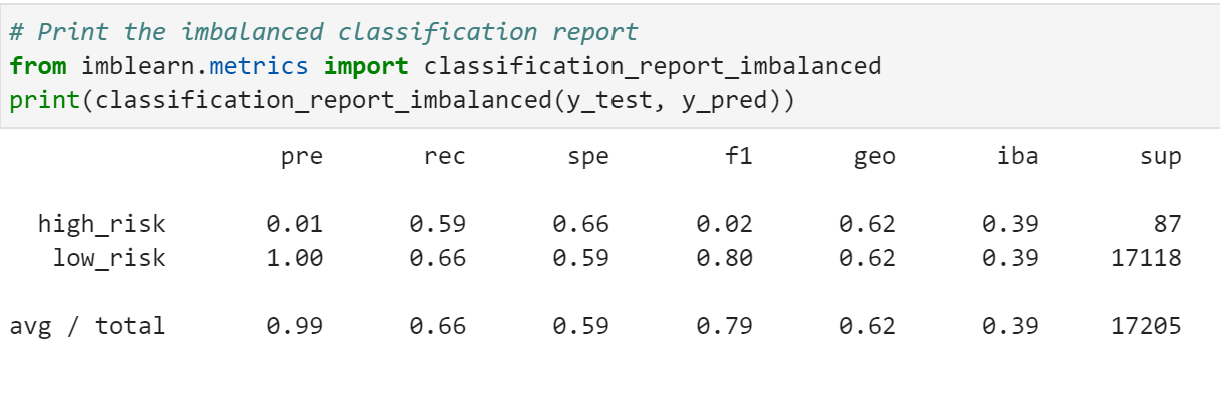 # Print the imbalanced classification report
from imblearn.metrics import classification_report_imbalanced
print(classification_report_imbalanced(y_test, y_pred))
pre rec spe f1 geo iba sup
high_risk 0.01 0.59 0.66 0.02 0.62 0.39 87
low_risk 1.00 0.66 0.59 0.80 0.62 0.39 17118
avg / total 0.99 0.66 0.59 0.79 0.62 0.39 17205